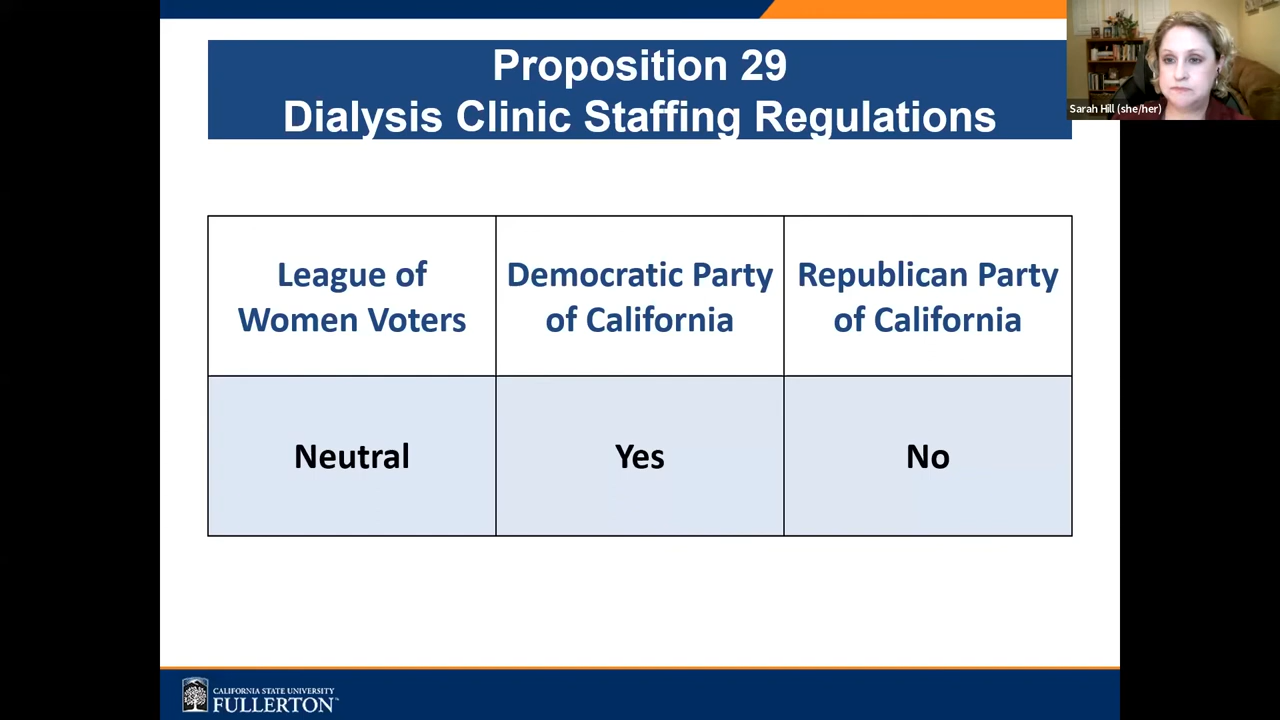 Proposition 29
Dialysis Clinic Staffing Regulations
Sarah Hill (she/her)
League of
Women Voters
Democratic Party
of California
Republican Party
of California
Neutral
Yes
No
CALIFORNIA STATE UNIVERSITY
FULLERTON™